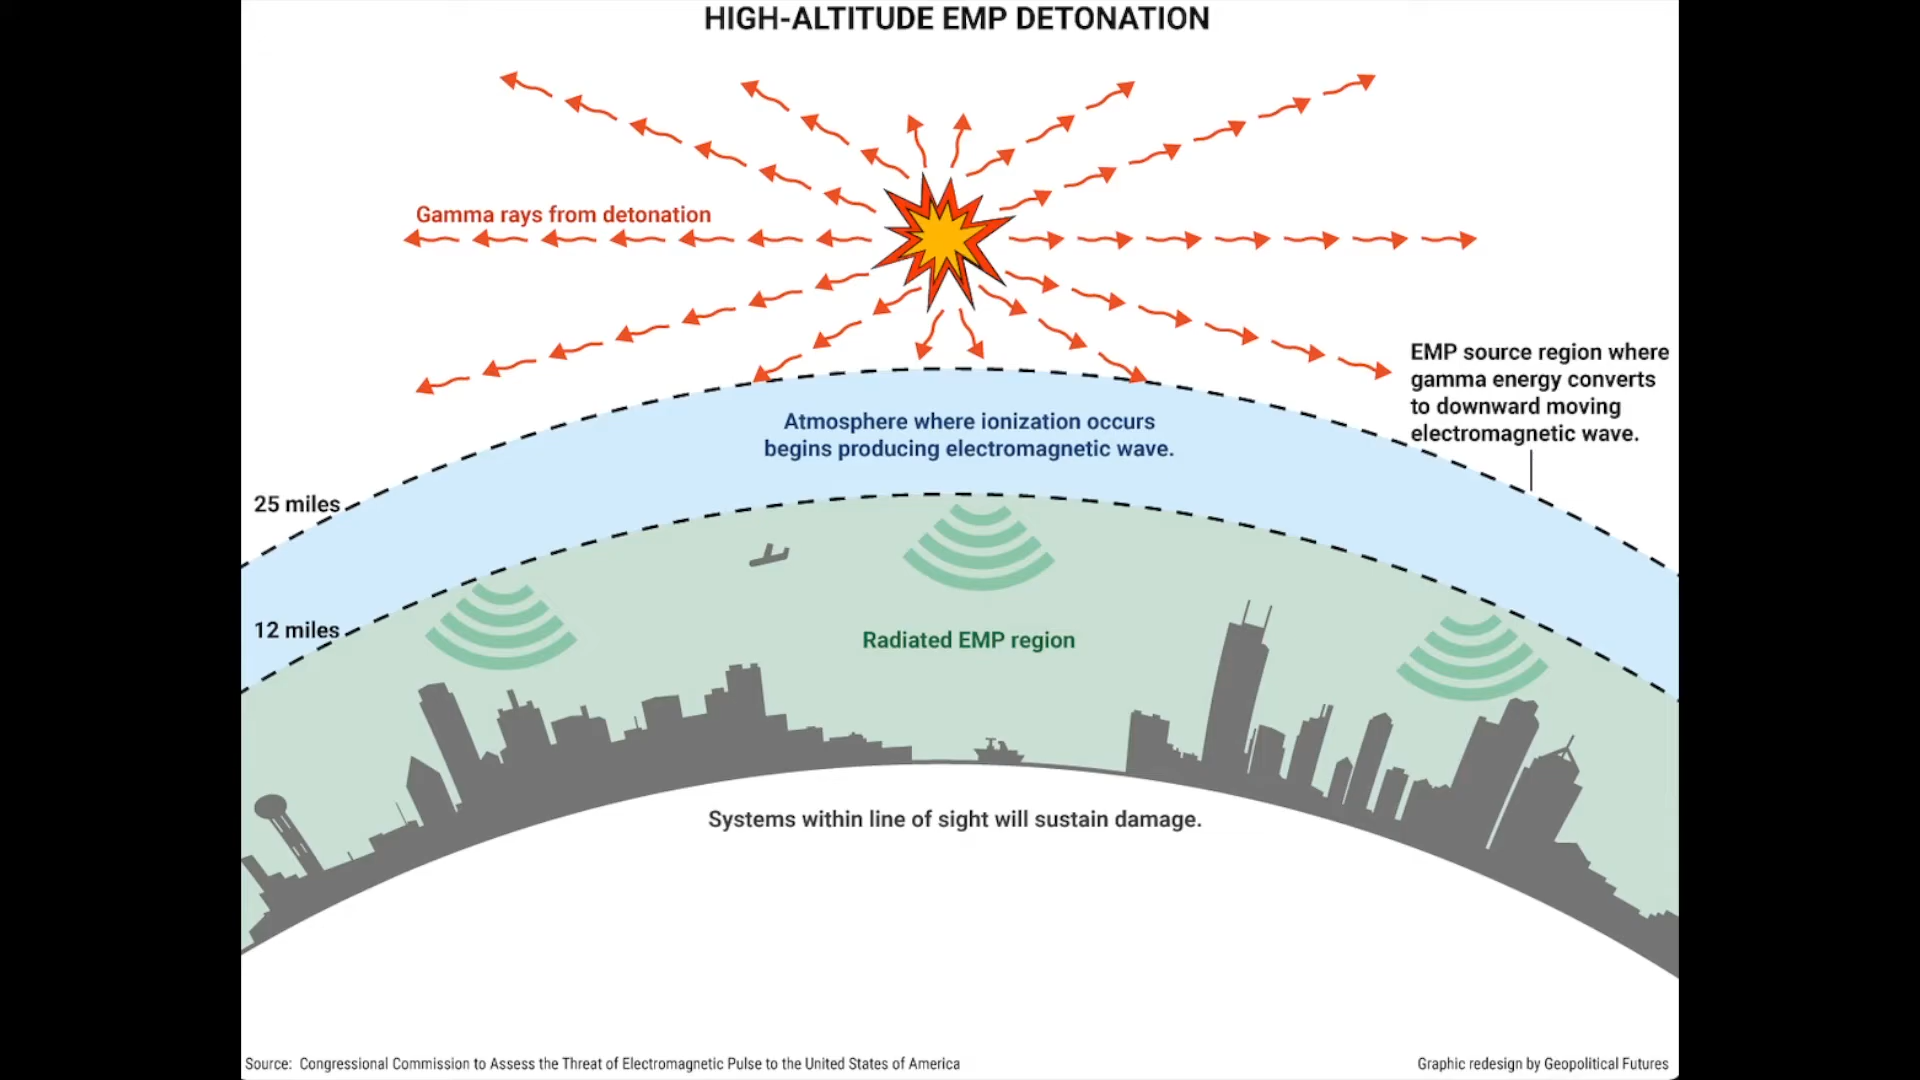 HIGH-ALTITUDE EMP DETONATION
Gamma rays from detonation
EMP source region where
gamma energy converts
to downward moving
electromagnetic wave.
Atmosphere where ionization occurs
begins producing electromagnetic wave.
25 miles
12 miles
Radiated EMP region
Systems within line of sight will sustain damage.
Source: Congressional Commission to Assess the Threat of Electromagnetic Pulse to the United States of America
Graphic redesign by Geopolitical Futures